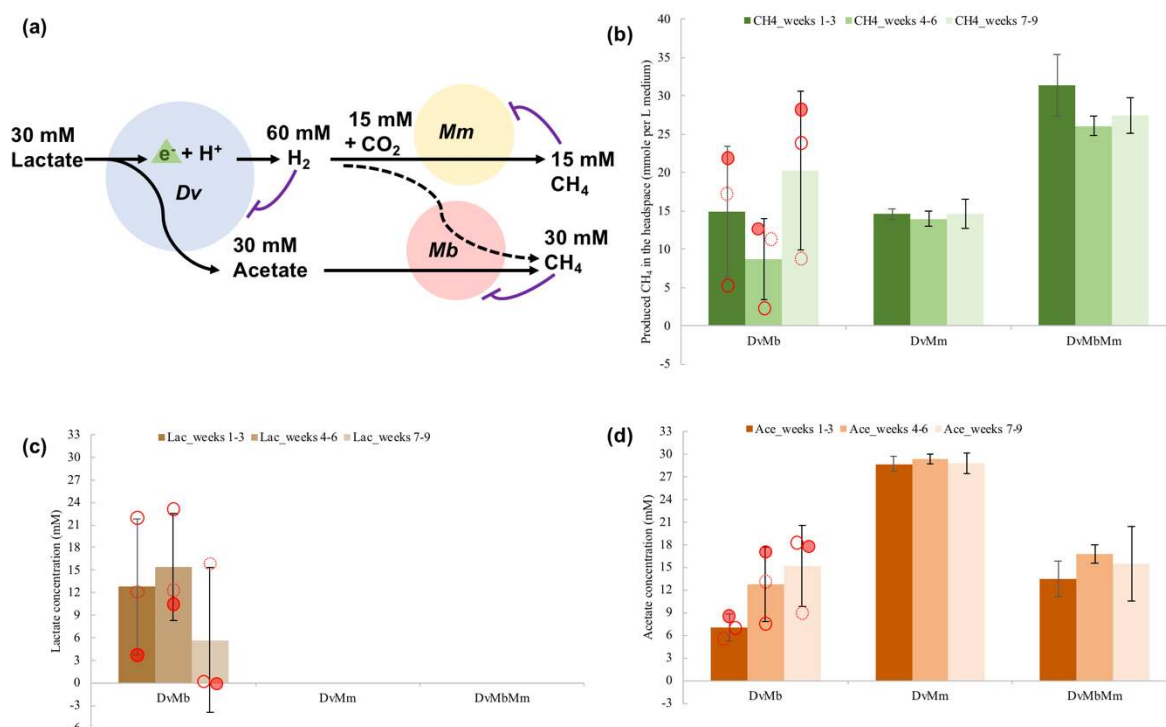 (a)
30 mM
Lactate
e- + H+
Dv
60 mM
H2
15 mM
+ CO2
Mm
15 mM
CH4
30 mM
Acetate
Mb
30 mM
CH4
(b)
CH4_weeks 1-3 CH4_weeks 4-6 CH4_weeks 7-9
Produced CH4 in the headspace (mmole per L medium)
40
35
30
25
20
15
10
5
0
-5
DvMb DvMm DvMbMm
(c)
Lac_weeks 1-3 Lac_weeks 4-6 Lac_weeks 7-9
Lactate concentration (mM)
33
30
27
24
21
18
15
12
9
6
3
0
-3
-6
DvMb DvMm DvMbMm
(d)
Ace_weeks 1-3 Ace_weeks 4-6 Ace_weeks 7-9
Acetate concentration (mM)
33
30
27
24
21
18
15
12
9
6
3
0
-3
DvMb DvMm DvMbMm